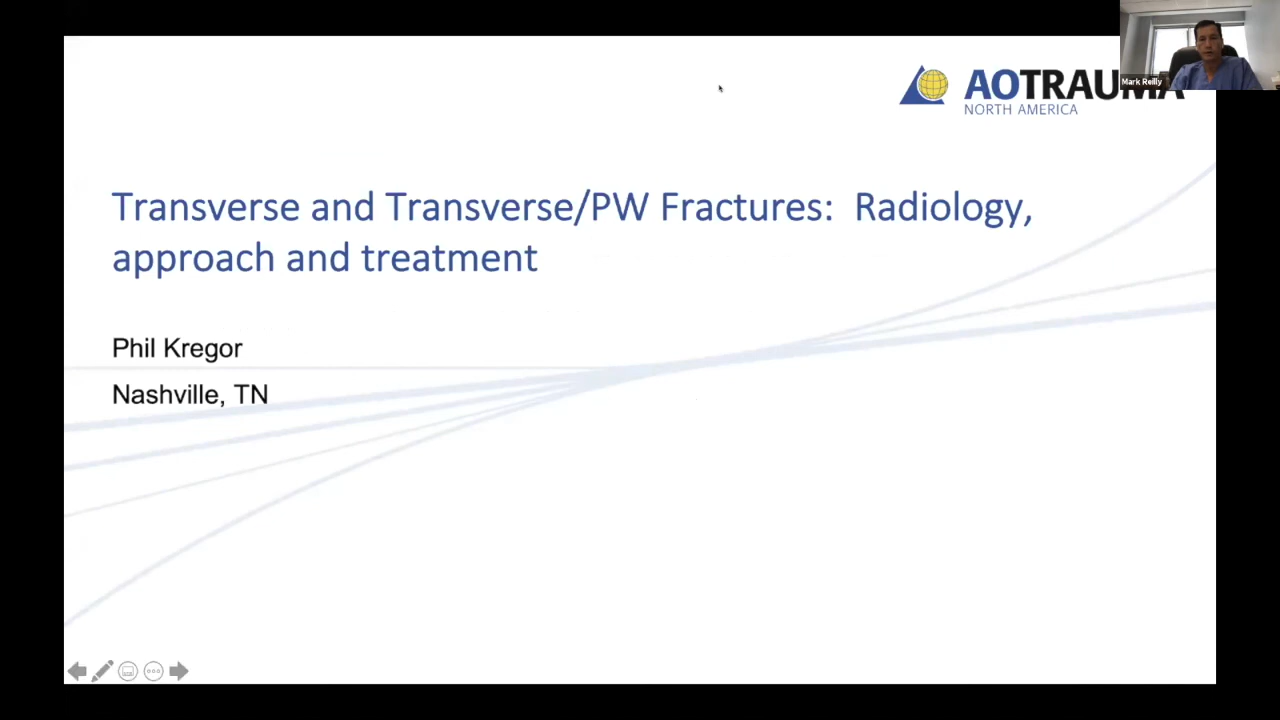 Mark Reilly
AOTRAUMA
NORTH AMERICA
Transverse and Transverse/PW Fractures: Radiology,
approach and treatment
Phil Kregor
Nashville, TN